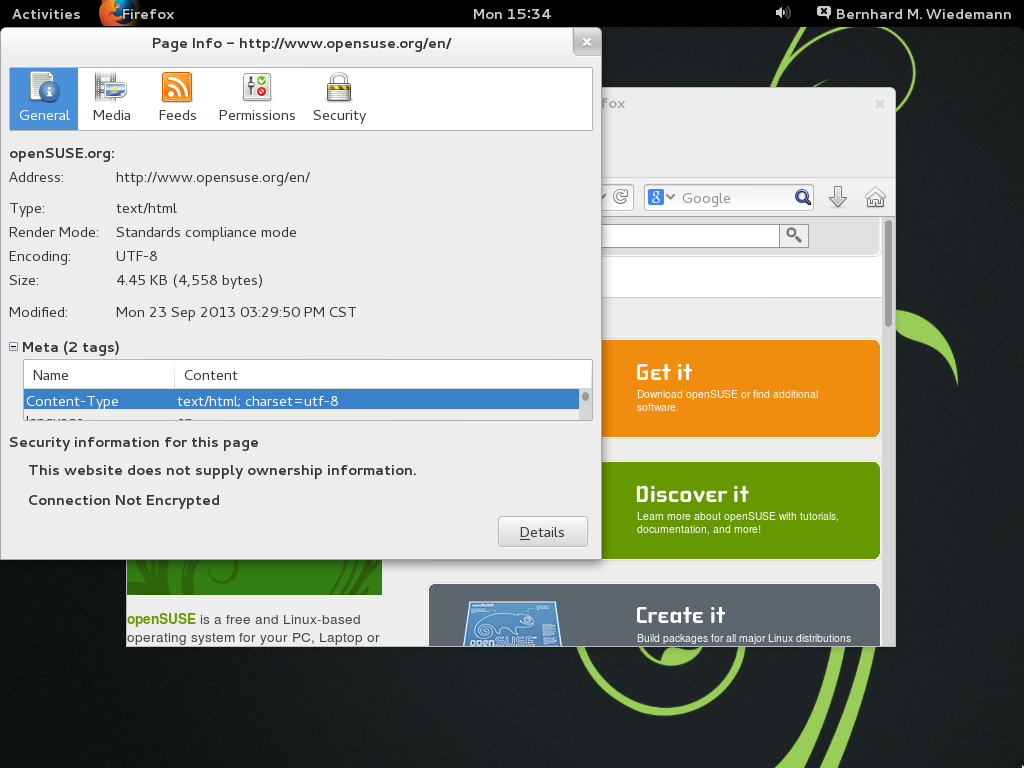 Activities
Firefox
Mon 15:34
Bernhard M. Wiedemann
Page Info – http://www.opensuse.org/en/
General
Media
Feeds
Permissions
Security
openSUSE.org:
Address: http://www.opensuse.org/en/
Type: text/html
Render Mode: Standards compliance mode
Encoding: UTF-8
Size: 4.45 KB (4,558 bytes)
Modified: Mon 23 Sep 2013 03:29:50 PM CST
Meta (2 tags)
Name Content
Content-Type text/html; charset=utf-8
Security information for this page
This website does not supply ownership information.
Connection Not Encrypted
Details
fox
8 Google
Get it
Download openSUSE or find additional
software.
Discover it
Learn more about openSUSE with tutorials,
documentation, and more!
Create it
Build packages for all major Linux distributions
openSUSE
openSUSE is a free and Linux-based
operating system for your PC, Laptop or